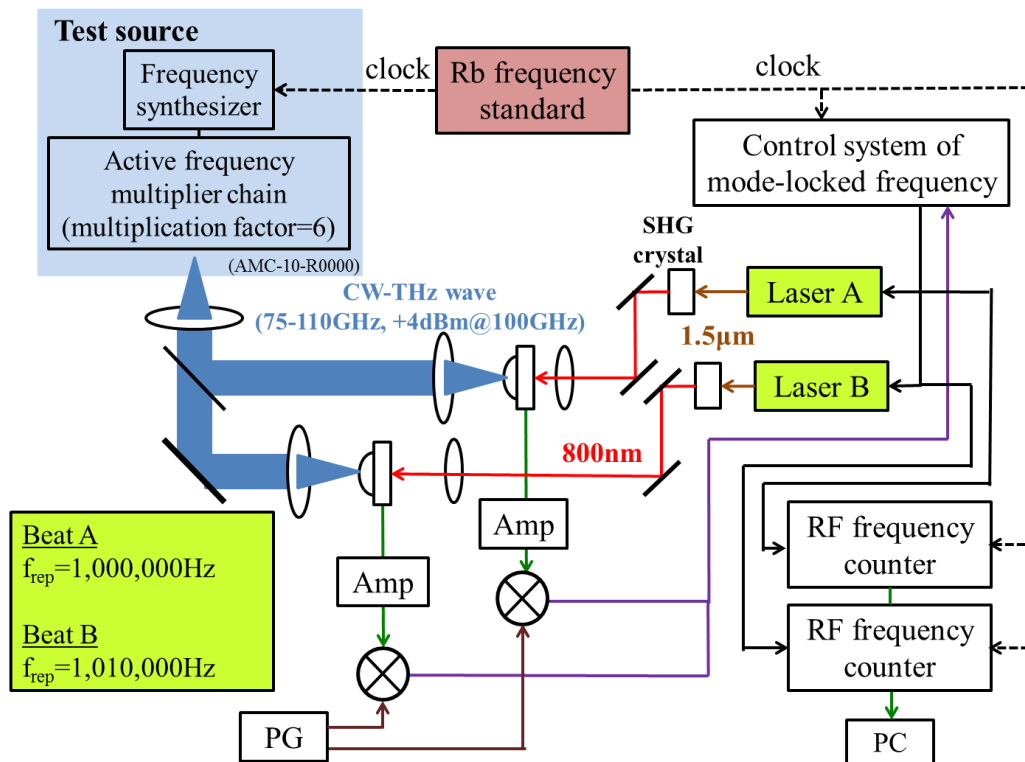 Test source
Frequency
synthesizer
Active frequency
multiplier chain
(multiplication factor=6)
(AMC-10-R0000)
clock
Rb frequency
standard
clock
Control system of
mode-locked frequency
SHG
crystal
Laser A
1.5μm
Laser B
CW-THz wave
(75-110GHz, +4dBm@100GHz)
800nm
Amp
Amp
Beat A
frep=1,000,000Hz
Beat B
frep=1,010,000Hz
RF frequency
counter
RF frequency
counter
PG
PC